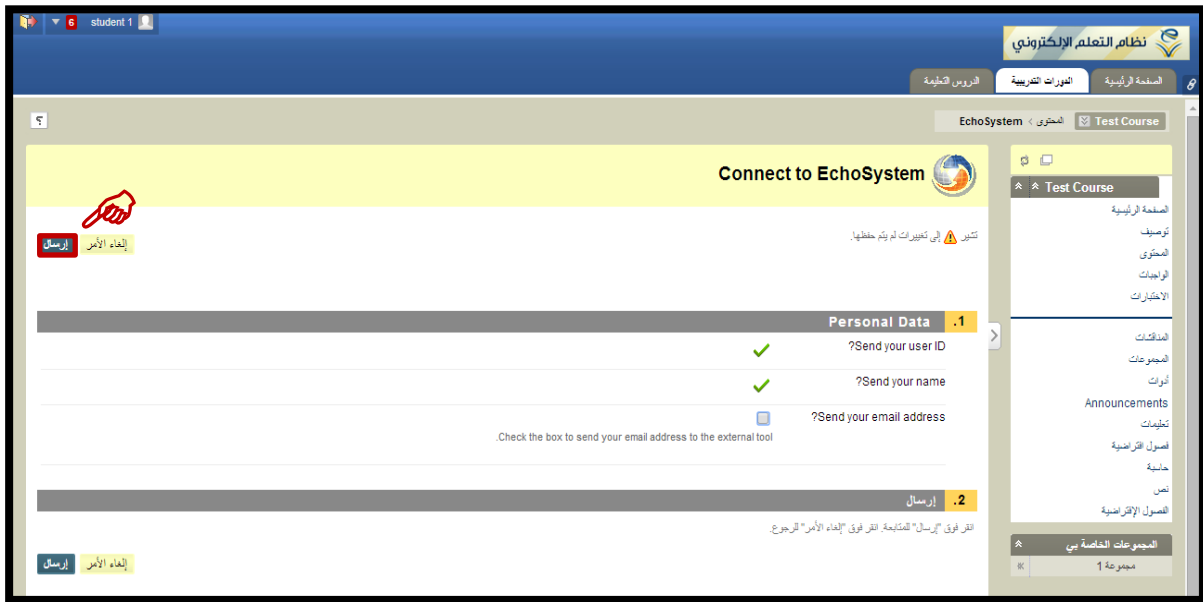 6 student 1
نظام التعلم الإلكتروني
الصفحة الرئيسية
الدورات التدريبية
الدروس التعليمة
Test Course المحتوى > EchoSystem
؟
Connect to EchoSystem
تشير إلى تغييرات لم يتم حفظها.
إلغاء الأمر إرسال
1. Personal Data
?Send your user ID
?Send your name
?Send your email address
.Check the box to send your email address to the external tool
2. إرسال
انقر فوق "إرسال" للمتابعة. انقر فوق "إلغاء الأمر" للرجوع.
إلغاء الأمر إرسال
Test Course
الصفحة الرئيسية
توصيف
المحتوى
الواجبات
الاختبارات
المناقشات
المجموعات
أدوات
Announcements
تعليمات
فصول افتراضية
نص
الفصول الإفتراضية
المجموعات الخاصة بي
مجموعة 1